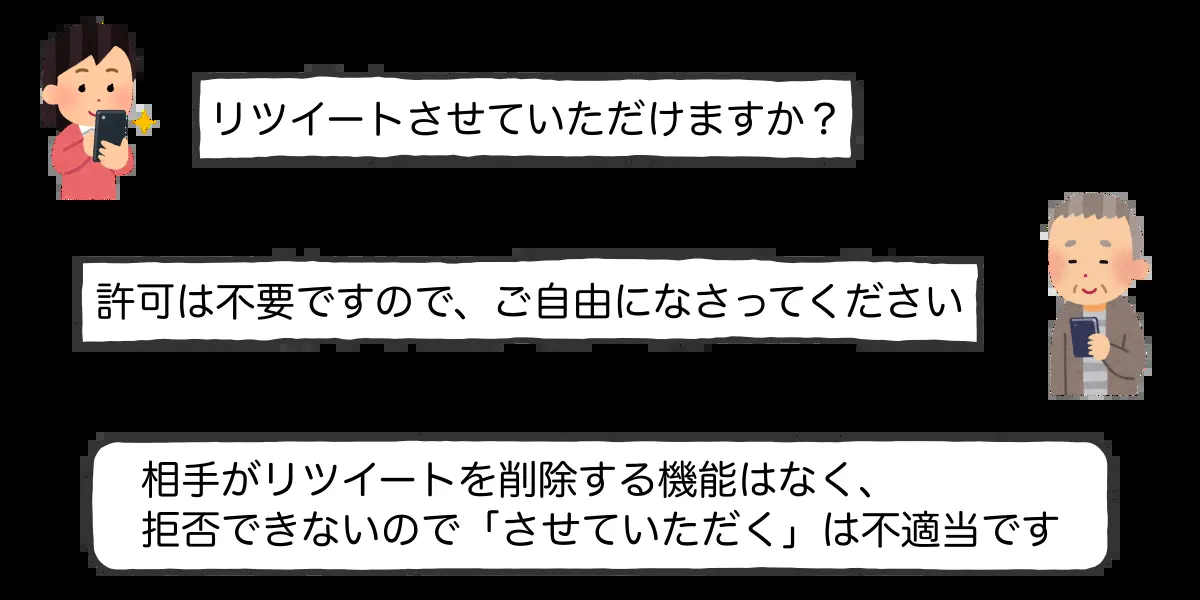 リツイートさせていただけますか？
許可は不要ですので、ご自由になさってください
相手がリツイートを削除する機能はなく、
拒否できないので「させていただく」は不適当です